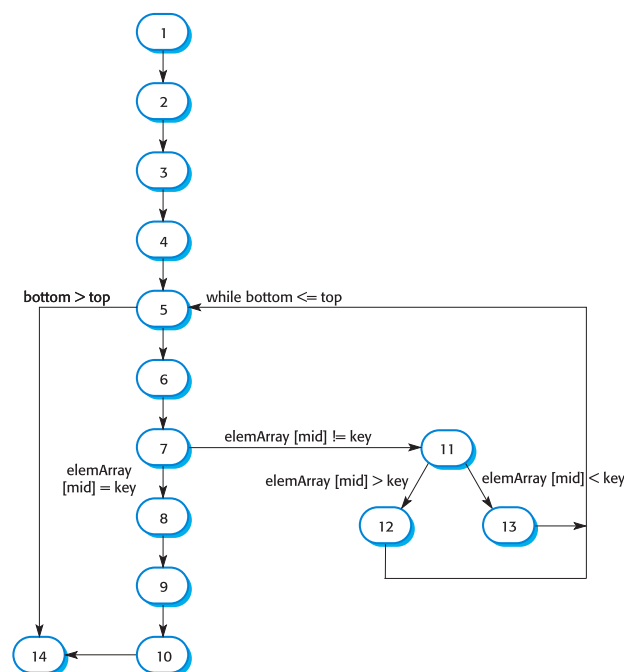 1
2
3
4
bottom > top
while bottom <= top
5
6
7
elemArray [mid] != key
11
elemArray
[mid] = key
elemArray [mid] > key
elemArray [mid] < key
8
12
13
9
14
10